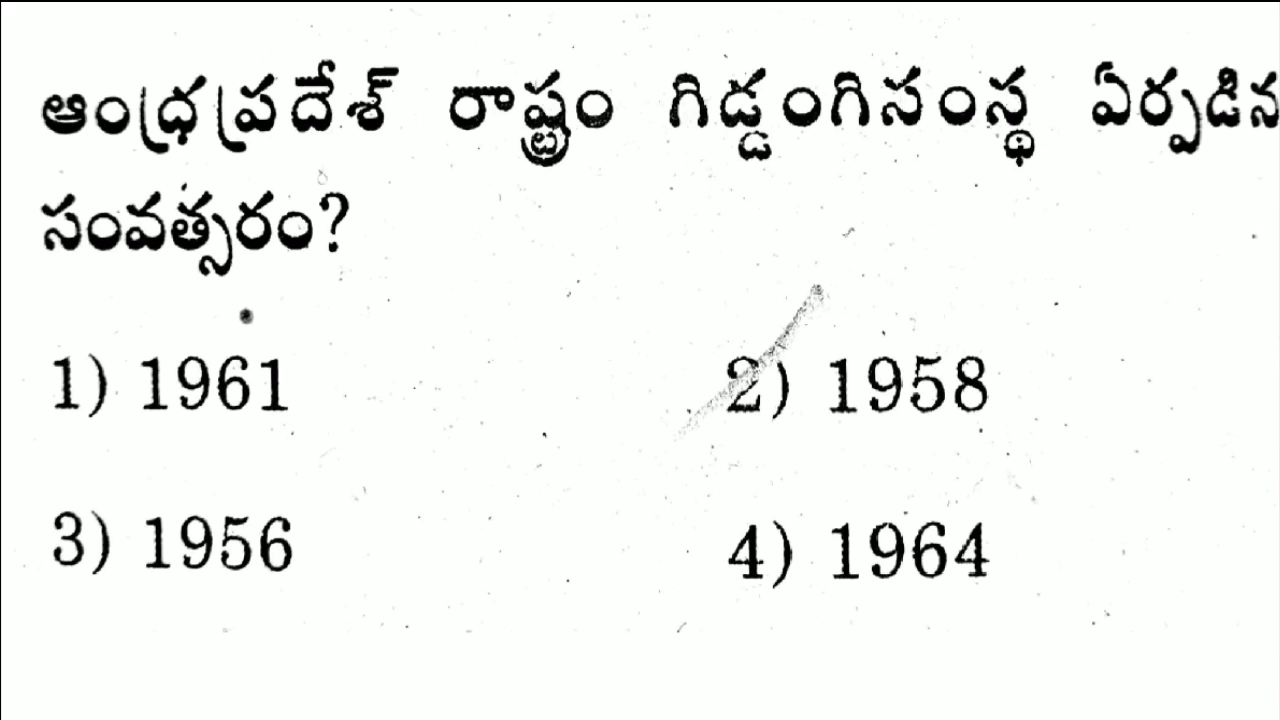 ఆంధ్రప్రదేశ్ రాష్ట్రం గిడ్డంగిసంస్థ ఏర్పడిన
సంవత్సరం?
1) 1961 2) 1958
3) 1956 4) 1964